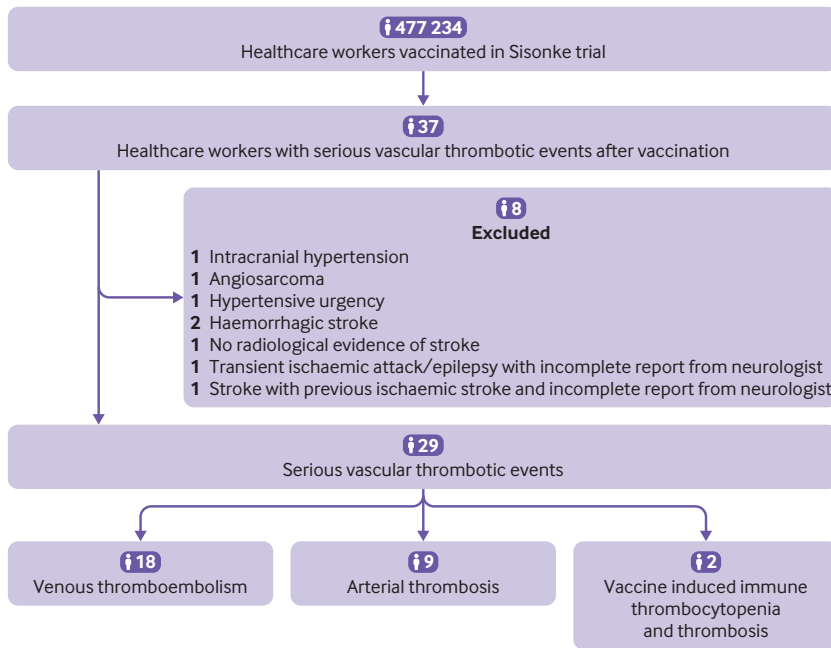 477 234
Healthcare workers vaccinated in Sisonke trial
37
Healthcare workers with serious vascular thrombotic events after vaccination
8
Excluded
1 Intracranial hypertension
1 Angiosarcoma
1 Hypertensive urgency
2 Haemorrhagic stroke
1 No radiological evidence of stroke
1 Transient ischaemic attack/epilepsy with incomplete report from neurologist
1 Stroke with previous ischaemic stroke and incomplete report from neurologist
29
Serious vascular thrombotic events
18
Venous thromboembolism
9
Arterial thrombosis
2
Vaccine induced immune
thrombocytopenia
and thrombosis